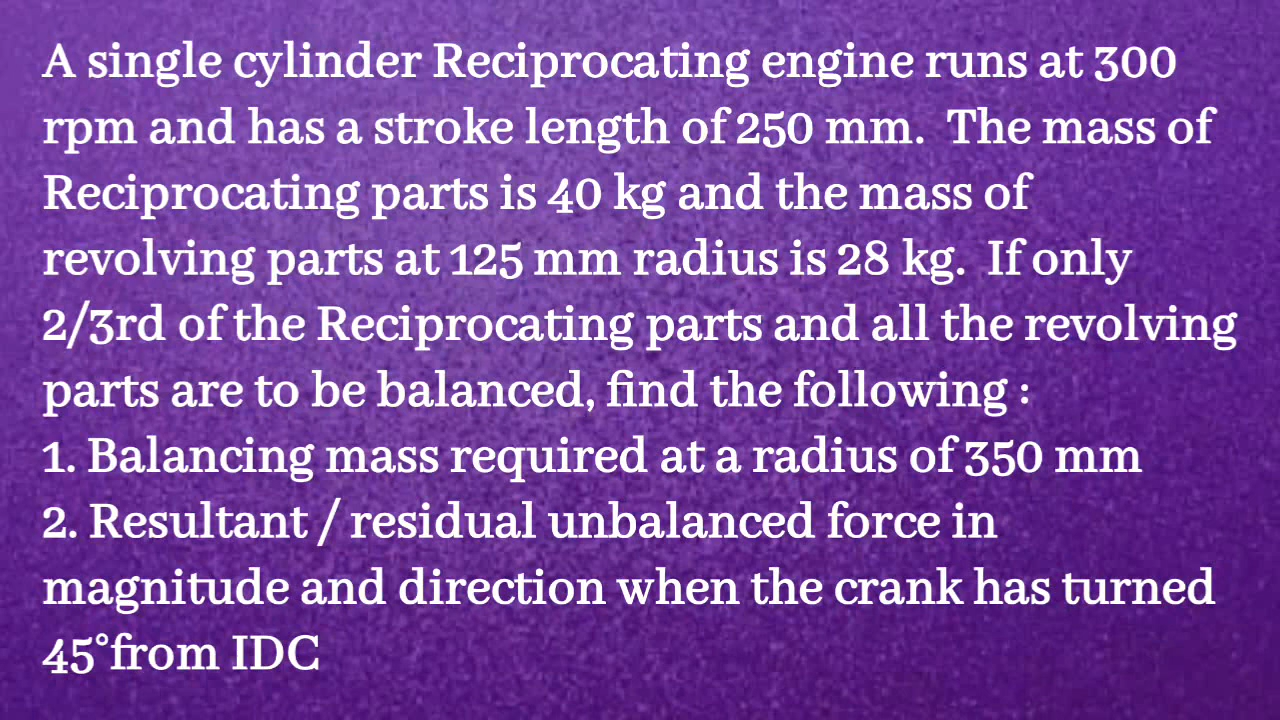 A single cylinder Reciprocating engine runs at 300
rpm and has a stroke length of 250 mm.  The mass of
Reciprocating parts is 40 kg and the mass of
revolving parts at 125 mm radius is 28 kg.  If only
2/3rd of the Reciprocating parts and all the revolving
parts are to be balanced, find the following :
1. Balancing mass required at a radius of 350 mm
2. Resultant / residual unbalanced force in
magnitude and direction when the crank has turned
45°from IDC